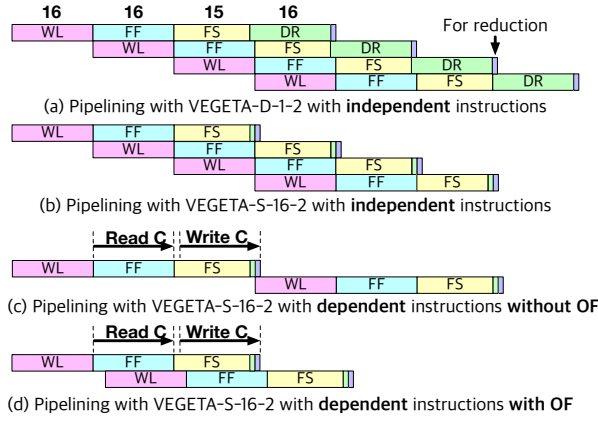 16 16 15 16
For reduction
WL FF FS DR
WL FF FS DR
WL FF FS DR
WL FF FS DR
(a) Pipelining with VEGETA-D-1-2 with independent instructions
WL FF FS
WL FF FS
WL FF FS
WL FF FS
(b) Pipelining with VEGETA-S-16-2 with independent instructions
Read C Write C
WL FF FS
WL FF FS
(c) Pipelining with VEGETA-S-16-2 with dependent instructions without OF
Read C Write C
WL FF FS
WL FF FS
(d) Pipelining with VEGETA-S-16-2 with dependent instructions with OF